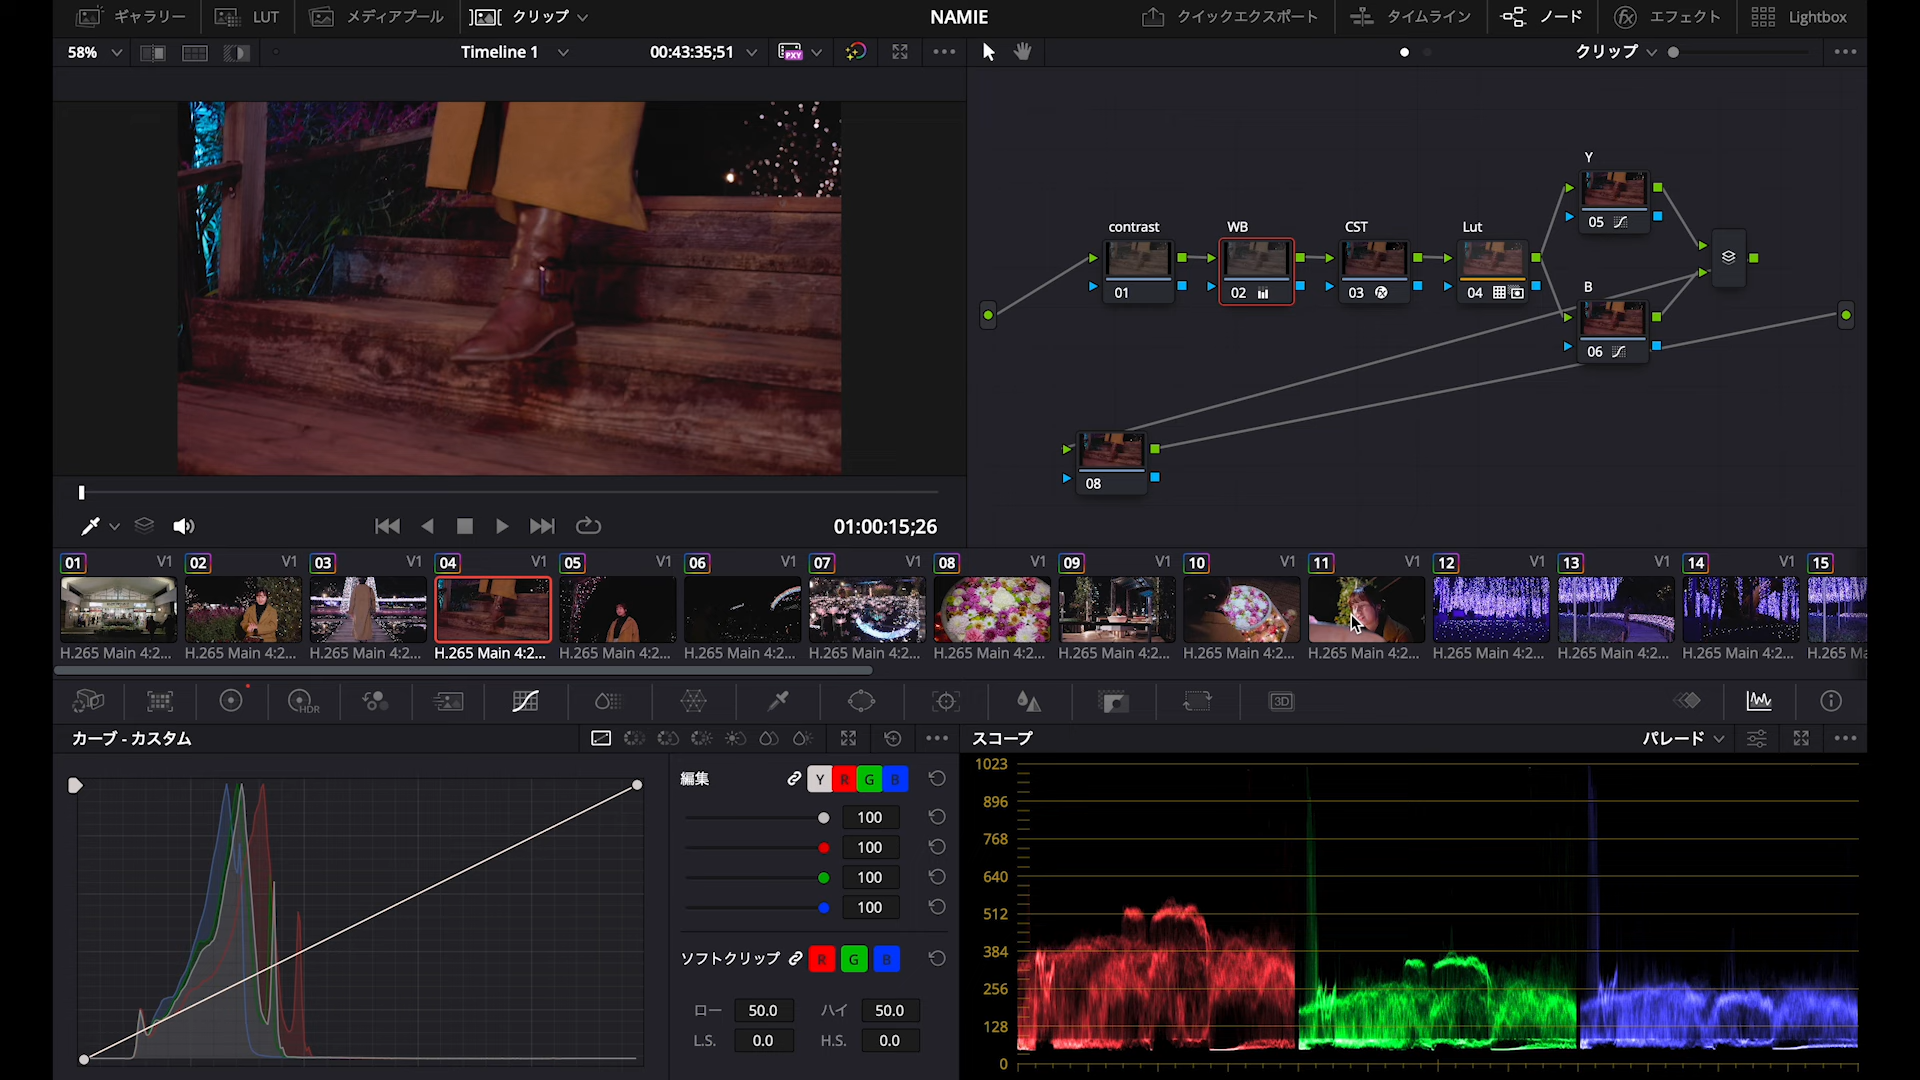 ギャラリー LUT メディアプール クリップ NAMIE クイックエクスポート タイムライン ノード エフェクト Lightbox
58% Timeline 1 00:43:35;51 PXY クリップ
Y
contrast WB CST Lut
05
01 02 03 04
B
06
08
01:00:15;26
01 V1 02 V1 03 V1 04 V1 05 V1 06 V1 07 V1 08 V1 09 V1 10 V1 11 V1 12 V1 13 V1 14 V1 15
H.265 Main 4:2... H.265 Main 4:2... H.265 Main 4:2... H.265 Main 4:2... H.265 Main 4:2... H.265 Main 4:2... H.265 Main 4:2... H.265 Main 4:2... H.265 Main 4:2... H.265 Main 4:2... H.265 Main 4:2... H.265 Main 4:2... H.265 Main 4:2... H.265 Main 4:2... H.265 Ma
HDR 3D
カーブ - カスタム スコープ パレード
編集 Y R G B
100
100
100
100
ソフトクリップ R G B
ロー 50.0 ハイ 50.0
L.S. 0.0 H.S. 0.0
1023
896
768
640
512
384
256
128
0